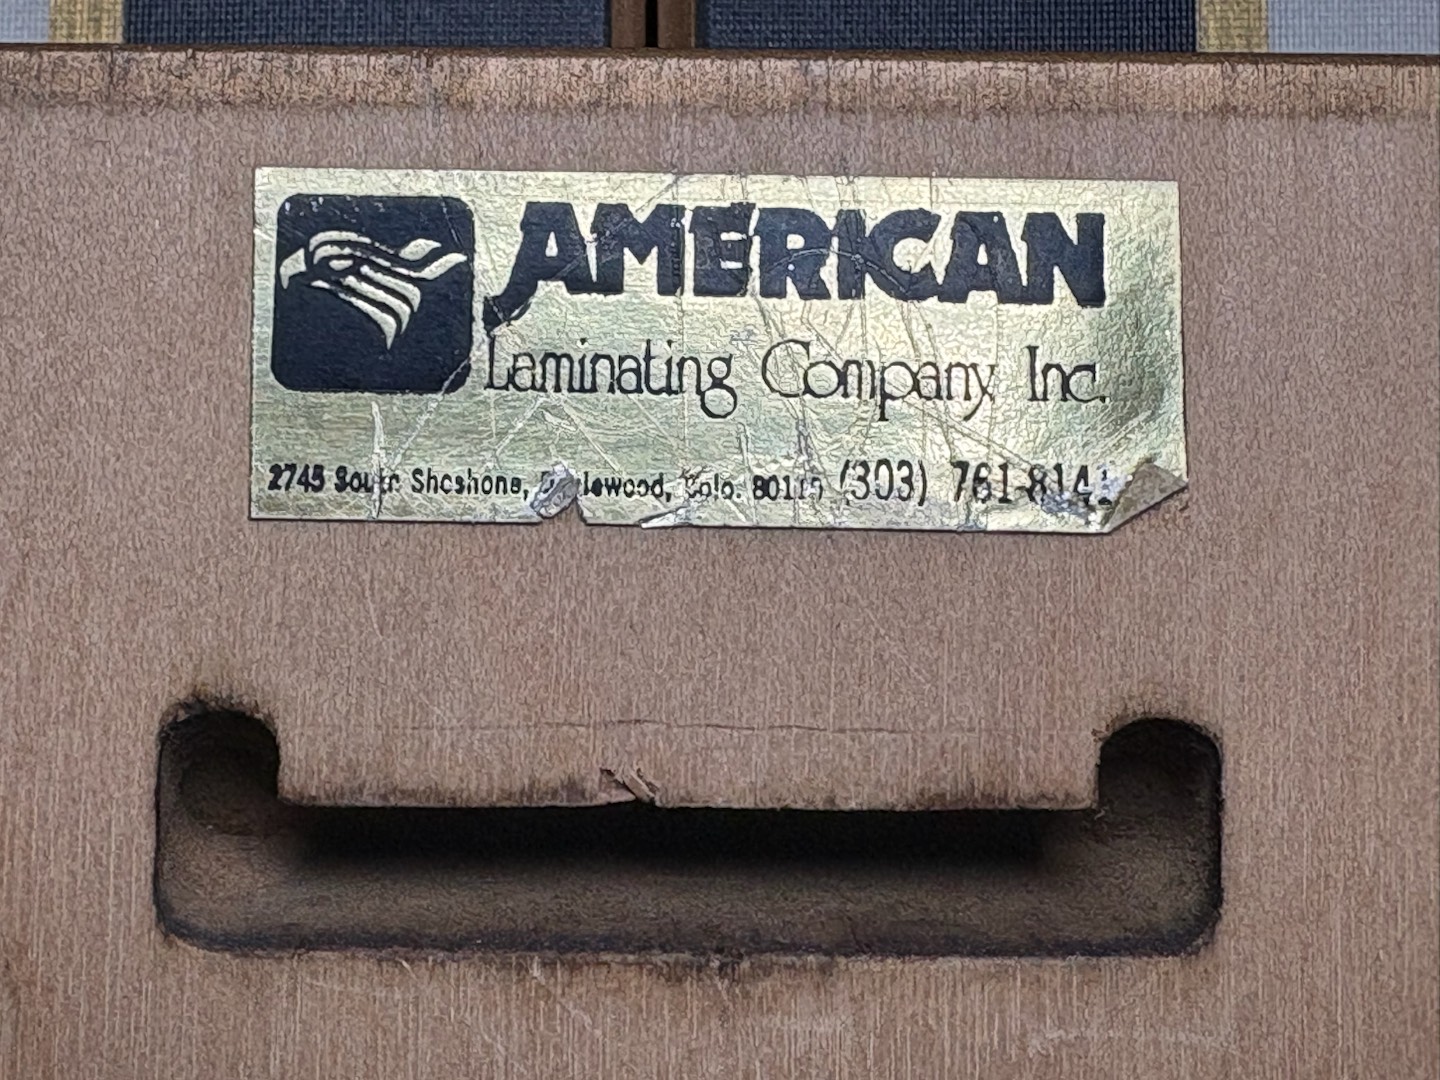 AMERICAN
Laminating Company, Inc.
2745 South Shoshone, Colo. (303)